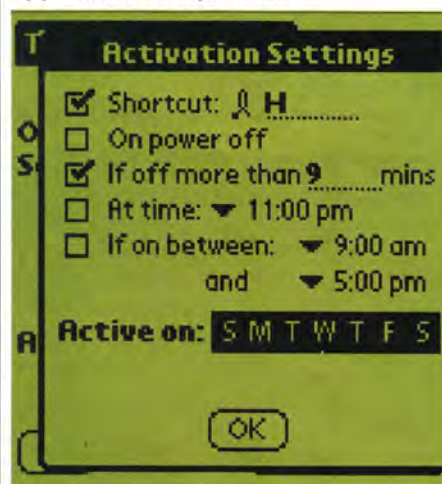 Activation Settings
Shortcut: H
On power off
If off more than 9 mins
At time: 11:00 pm
If on between: 9:00 am
and 5:00 pm
Active on: S M T W T F S
OK